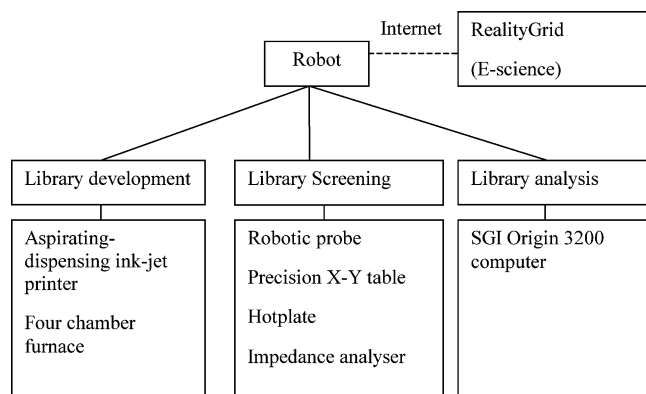 Internet
RealityGrid
(E-science)
Robot
Library development
Library Screening
Library analysis
Aspirating-
dispensing ink-jet
printer
Four chamber
furnace
Robotic probe
Precision X-Y table
Hotplate
Impedance analyser
SGI Origin 3200
computer